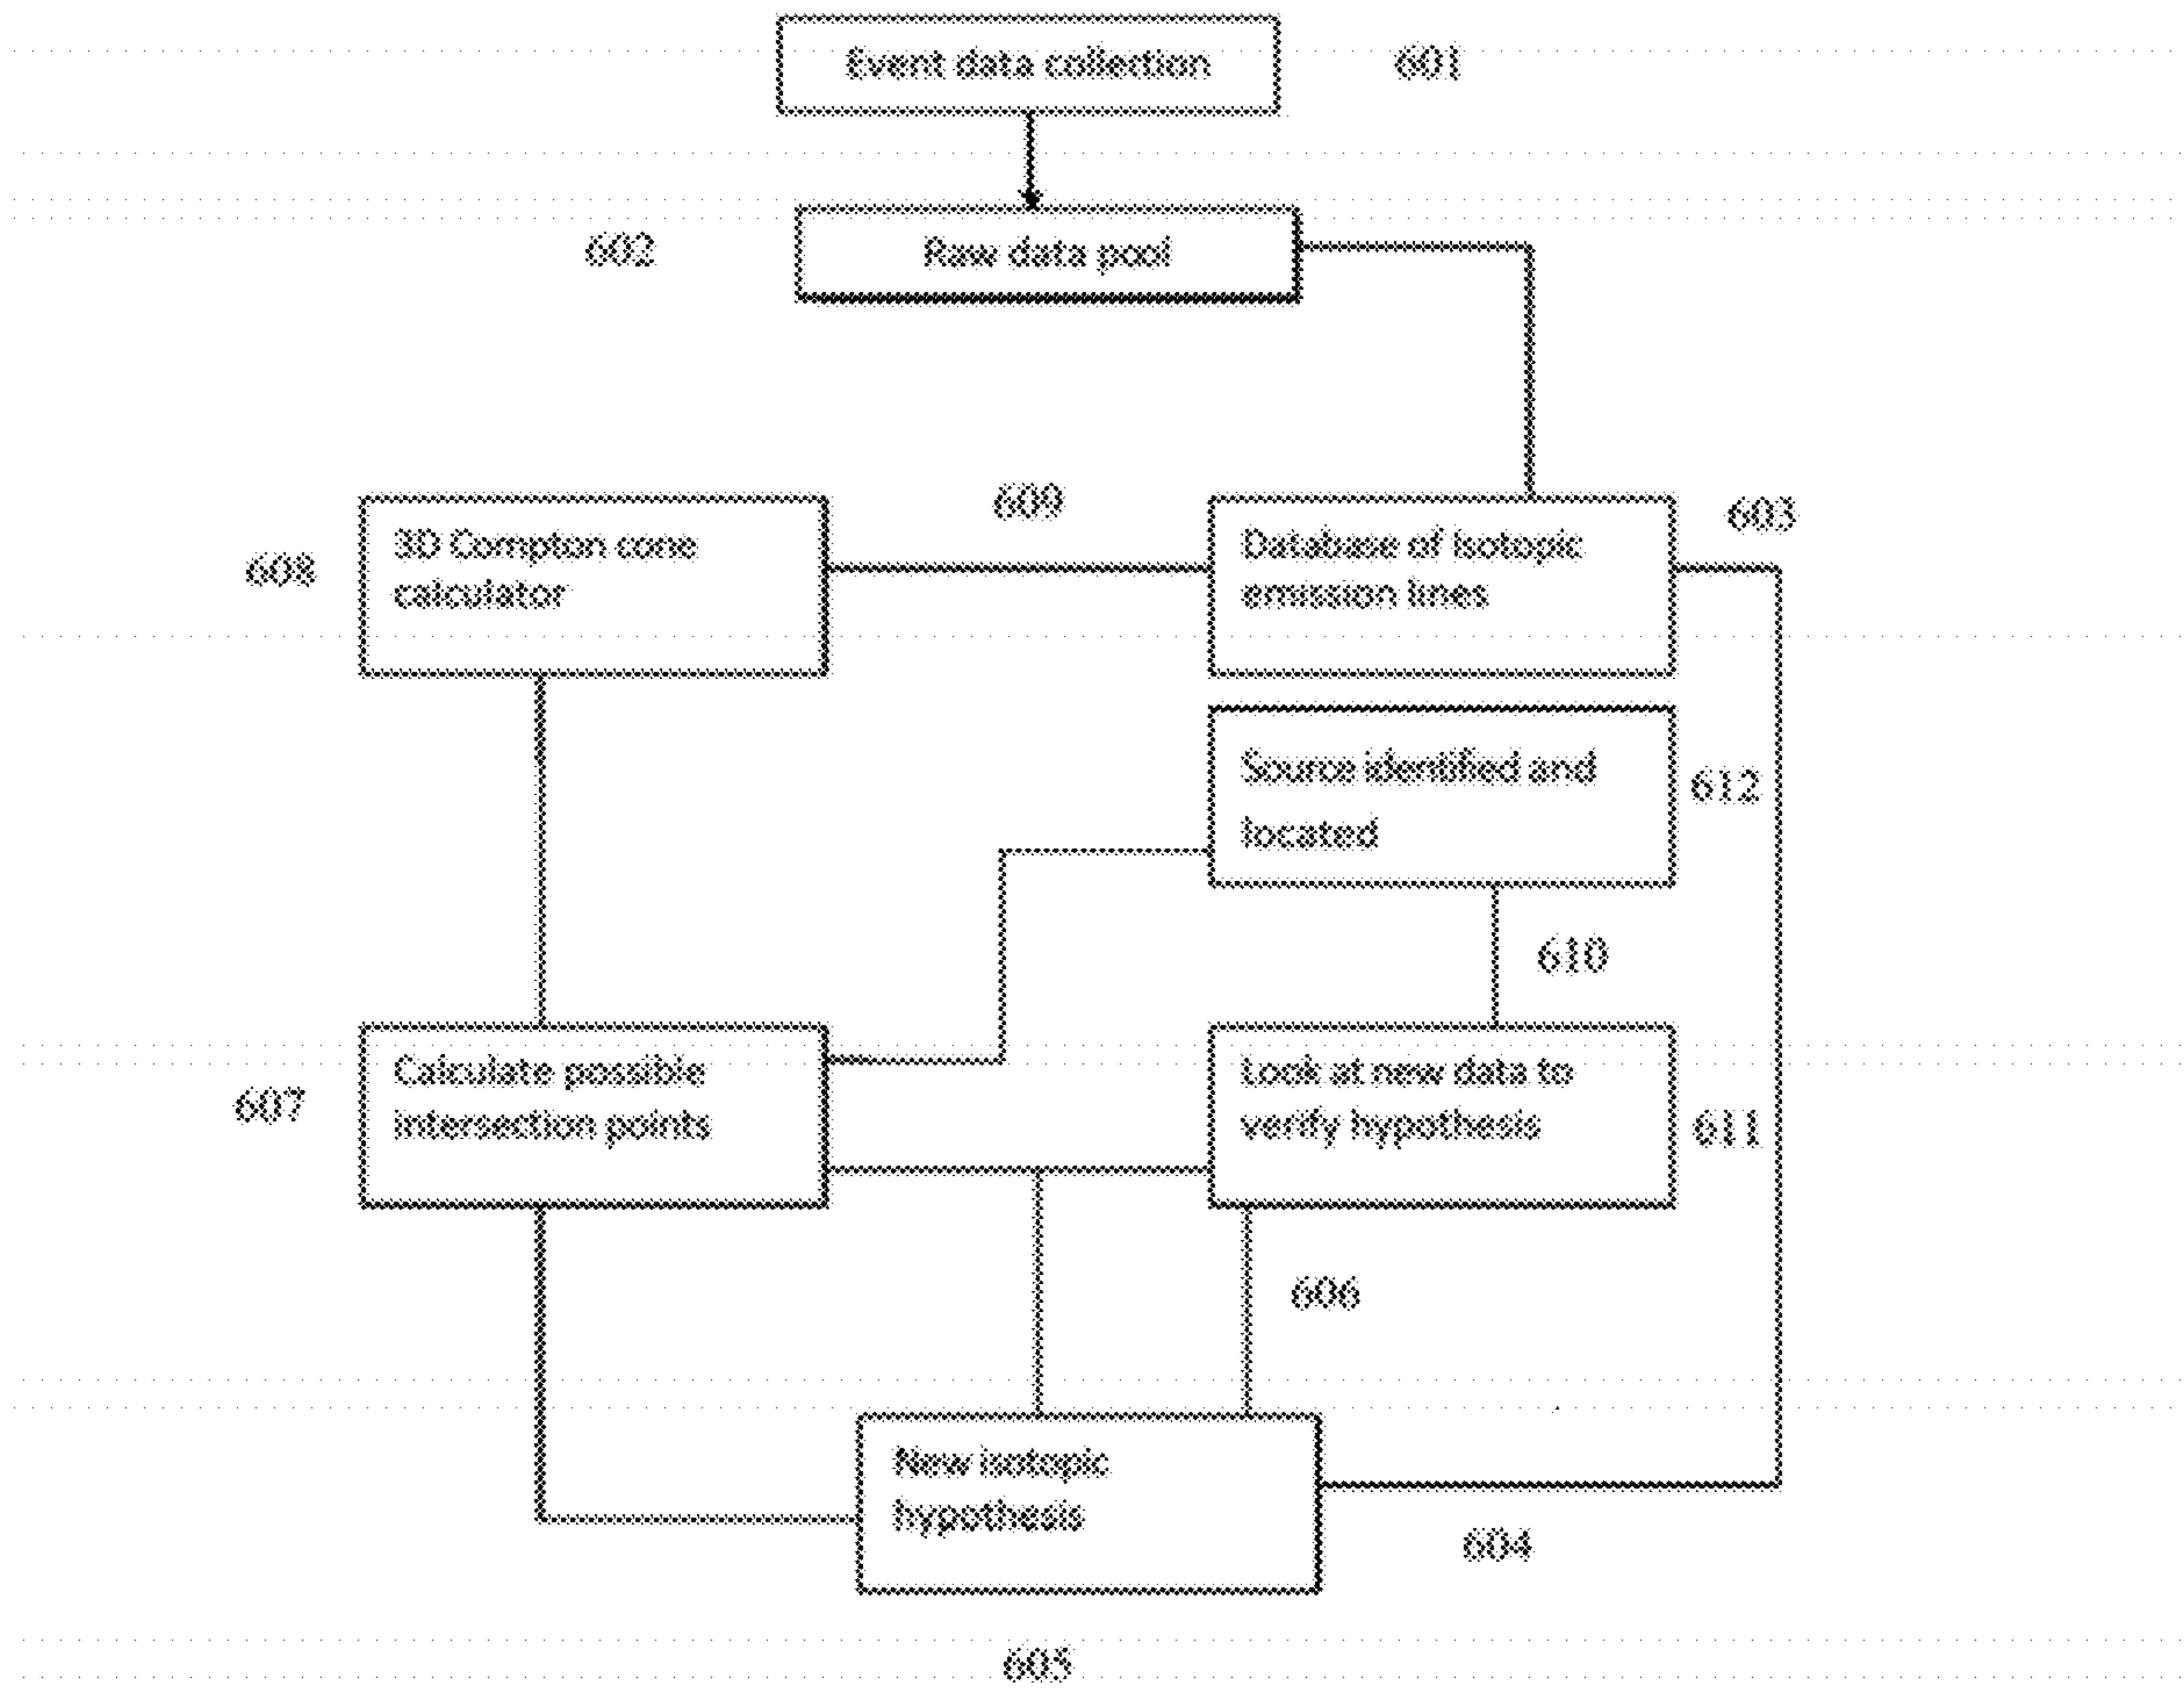 Event data collection
601
602
Raw data pool
609
603
608
3D Compton cone
calculator
Database of isotopic
emission lines
Source identified and
located
612
610
607
Calculate possible
intersection points
Look at new data to
verify hypothesis
611
606
New isotopic
hypothesis
604
605